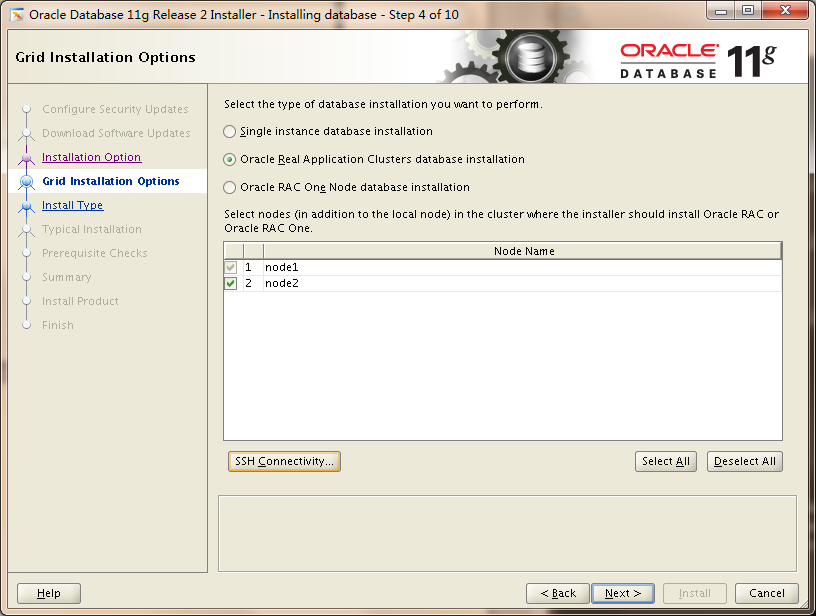 Oracle Database 11g Release 2 Installer - Installing database - Step 4 of 10
Grid Installation Options
ORACLE
DATABASE 11g
Configure Security Updates
Download Software Updates
Installation Option
Grid Installation Options
Install Type
Typical Installation
Prerequisite Checks
Summary
Install Product
Finish
Select the type of database installation you want to perform.
Single instance database installation
Oracle Real Application Clusters database installation
Oracle RAC One Node database installation
Select nodes (in addition to the local node) in the cluster where the installer should install Oracle RAC or
Oracle RAC One.
Node Name
1 node1
2 node2
SSH Connectivity...
Select All
Deselect All
Help
< Back
Next >
Install
Cancel